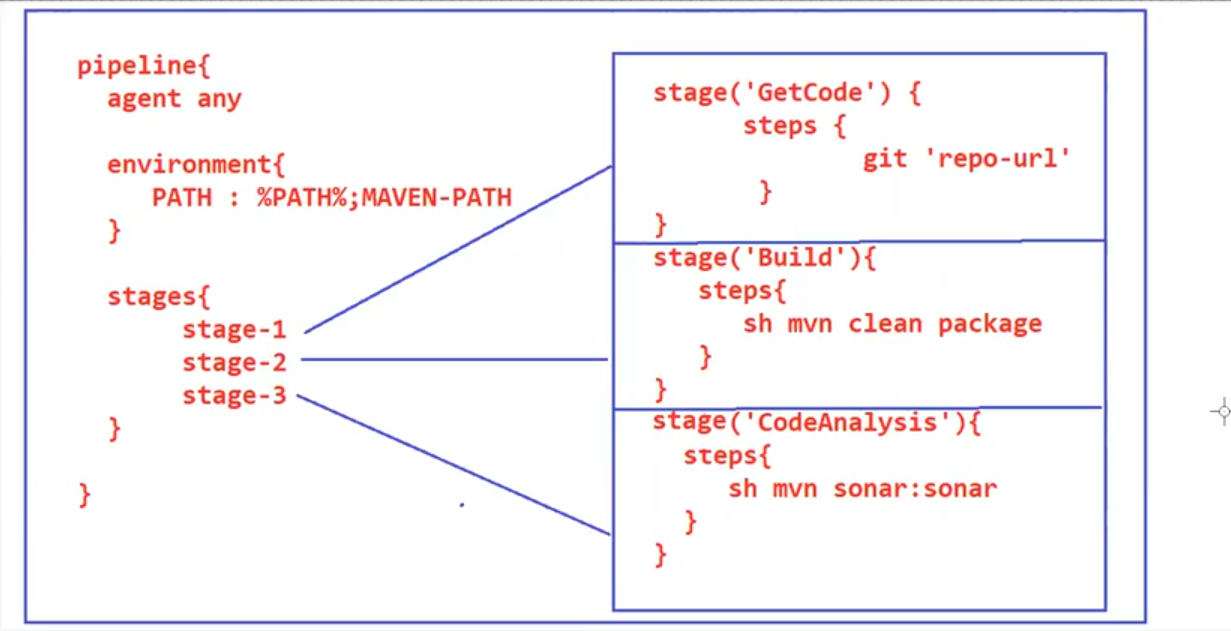 pipeline{
agent any
environment{
PATH : %PATH%;MAVEN-PATH
}
stages{
stage-1
stage-2
stage-3
}
}
stage('GetCode') {
steps {
git 'repo-url'
}
}
stage('Build'){
steps{
sh mvn clean package
}
}
stage('CodeAnalysis'){
steps{
sh mvn sonar:sonar
}
}